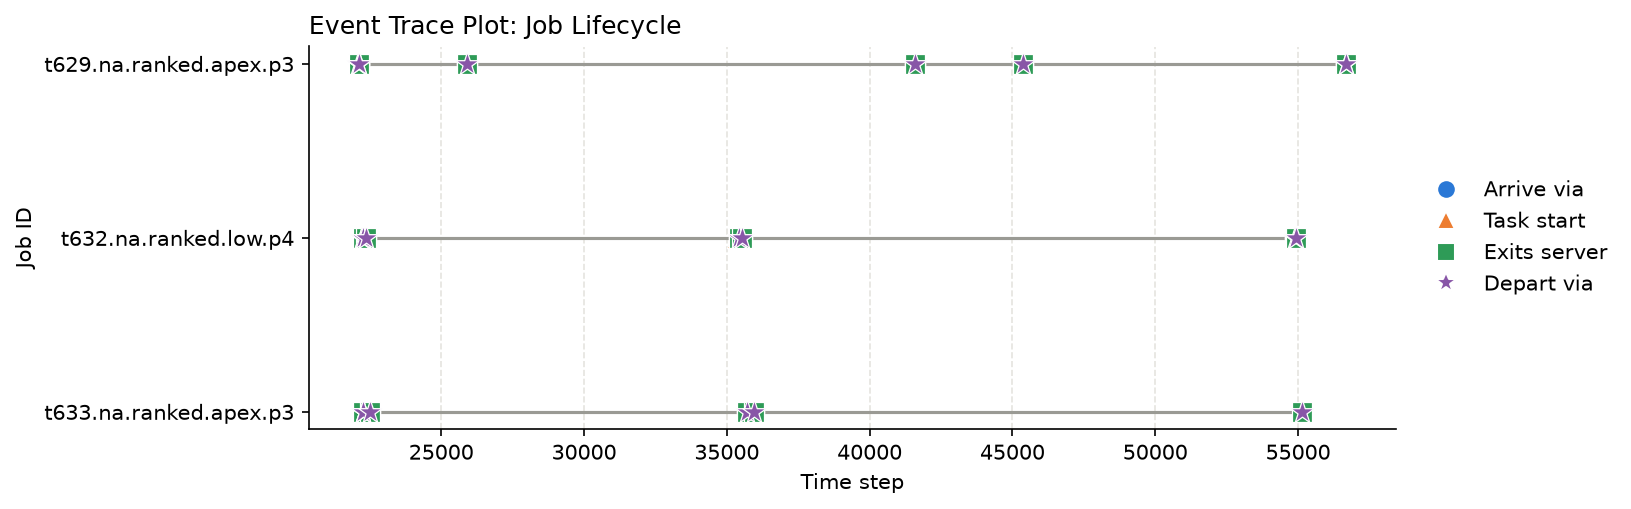 Event Trace Plot: Job Lifecycle
Job ID
t629.na.ranked.apex.p3
t632.na.ranked.low.p4
t633.na.ranked.apex.p3
25000 30000 35000 40000 45000 50000 55000
Time step
Arrive via
Task start
Exits server
Depart via